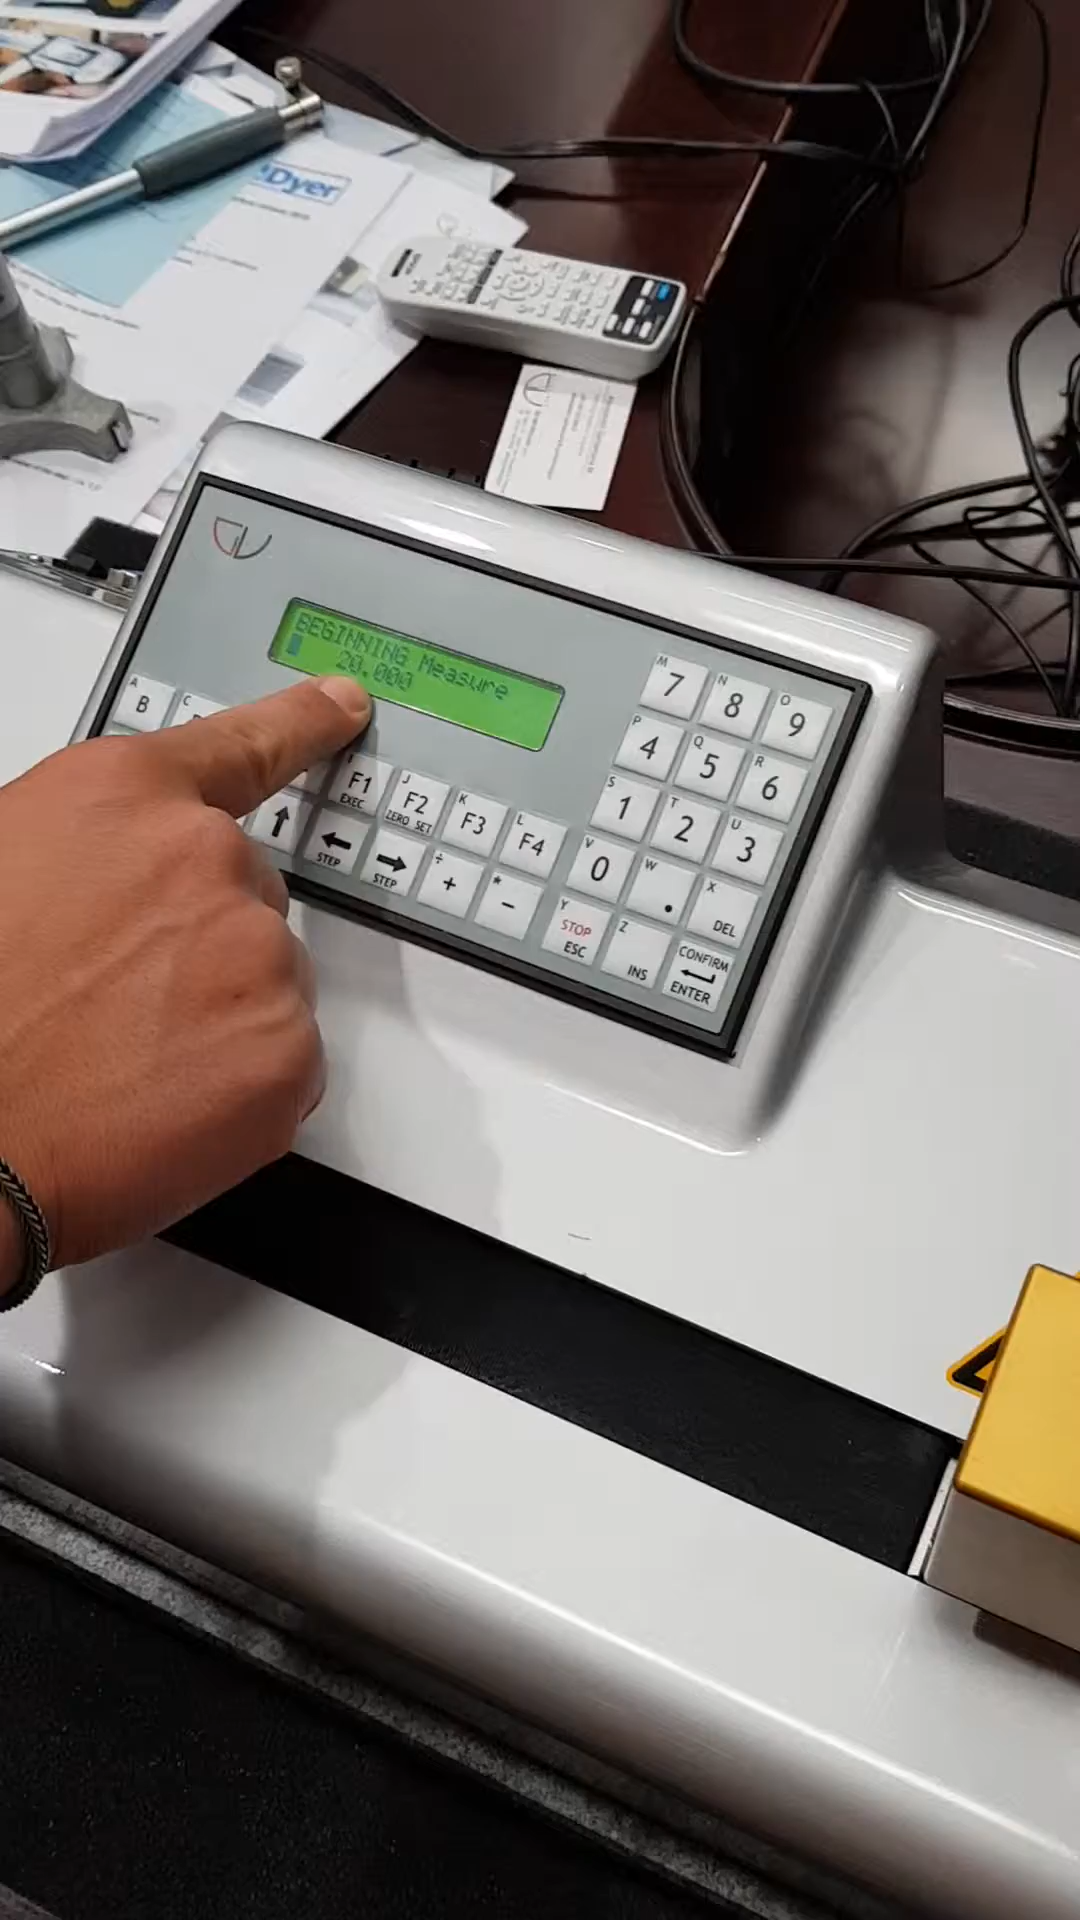 Dyer
BEGINNING Measure
20.000
A
B
C
I
F1
EXEC
J
F2
ZERO SET
K
F3
L
F4
STEP
STEP
÷
+
*
-
M
7
N
8
O
9
P
4
Q
5
R
6
S
1
T
2
U
3
V
0
W
.
X
DEL
Y
STOP
ESC
Z
INS
CONFIRM
ENTER